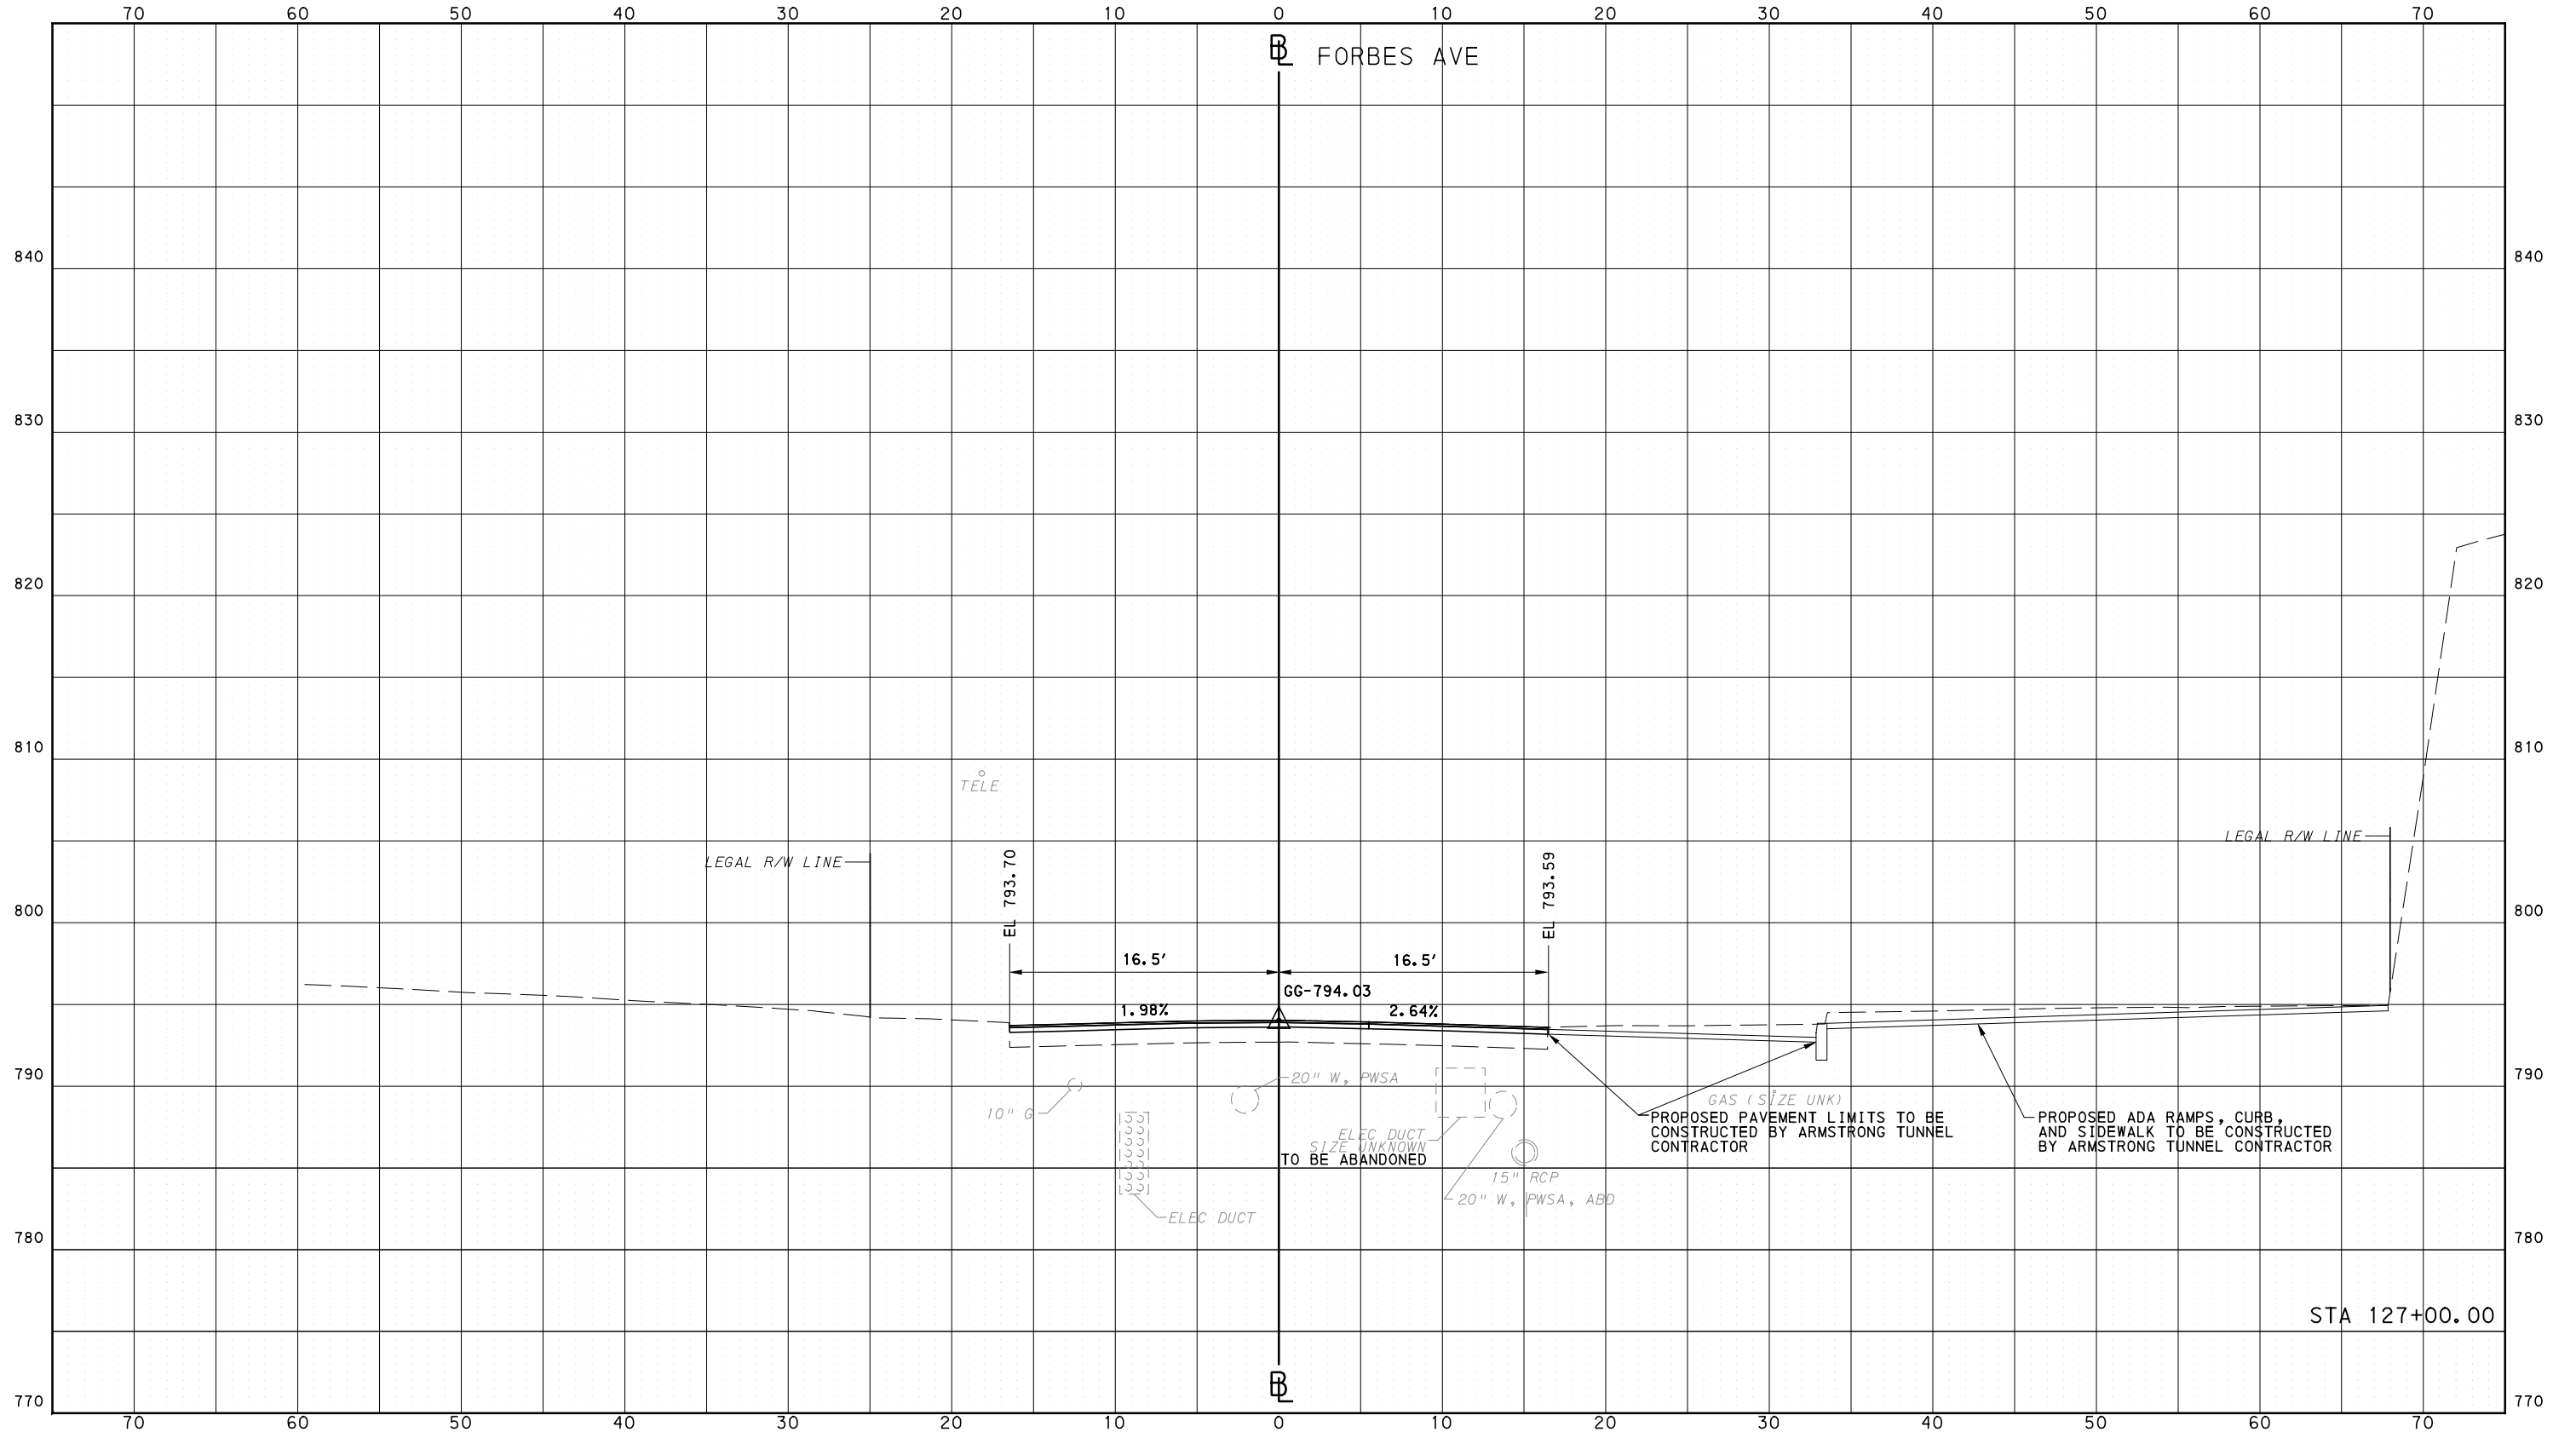 70 60 50 40 30 20 10 0 10 20 30 40 50 60 70
BL FORBES AVE
840 840
830 830
820 820
810 810
TELE
LEGAL R/W LINE
LEGAL R/W LINE
EL 793.70
EL 793.59
800 800
16.5' 16.5'
GG-794.03
1.98% 2.64%
790 790
20" W, PWSA
10" G
GAS (SIZE UNK)
ELEC DUCT
SIZE UNKNOWN
TO BE ABANDONED
PROPOSED PAVEMENT LIMITS TO BE
CONSTRUCTED BY ARMSTRONG TUNNEL
CONTRACTOR
PROPOSED ADA RAMPS, CURB,
AND SIDEWALK TO BE CONSTRUCTED
BY ARMSTRONG TUNNEL CONTRACTOR
15" RCP
20" W, PWSA, ABD
ELEC DUCT
780 780
STA 127+00.00
BL
770 770
70 60 50 40 30 20 10 0 10 20 30 40 50 60 70